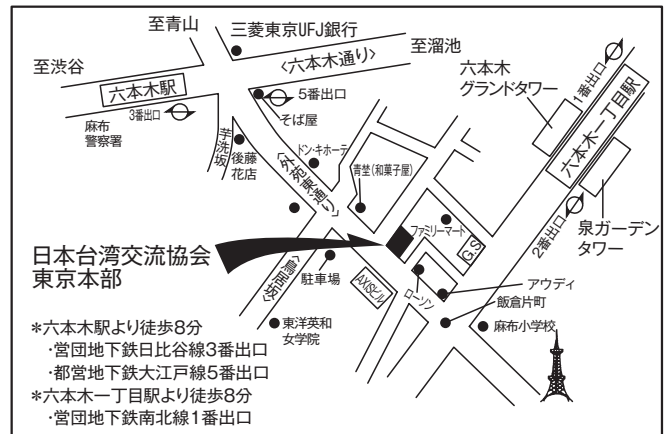 至青山
三菱東京UFJ銀行
至渋谷
〈六本木通り〉
至溜池
六本木駅
3番出口
5番出口
そば屋
麻布
警察署
芋洗坂
後藤
花店
ドン・キホーテ
〈外苑東通り〉
青埜(和菓子屋)
六本木
グランドタワー
1番出口
六本木一丁目駅
2番出口
泉ガーデン
タワー
ファミリーマート
G.S
日本台湾交流協会
東京本部
〈鳥居坂〉
駐車場
AXISビル
ローソン
アウディ
飯倉片町
麻布小学校
東洋英和
女学院
*六本木駅より徒歩8分
・営団地下鉄日比谷線3番出口
・都営地下鉄大江戸線5番出口
*六本木一丁目駅より徒歩8分
・営団地下鉄南北線1番出口